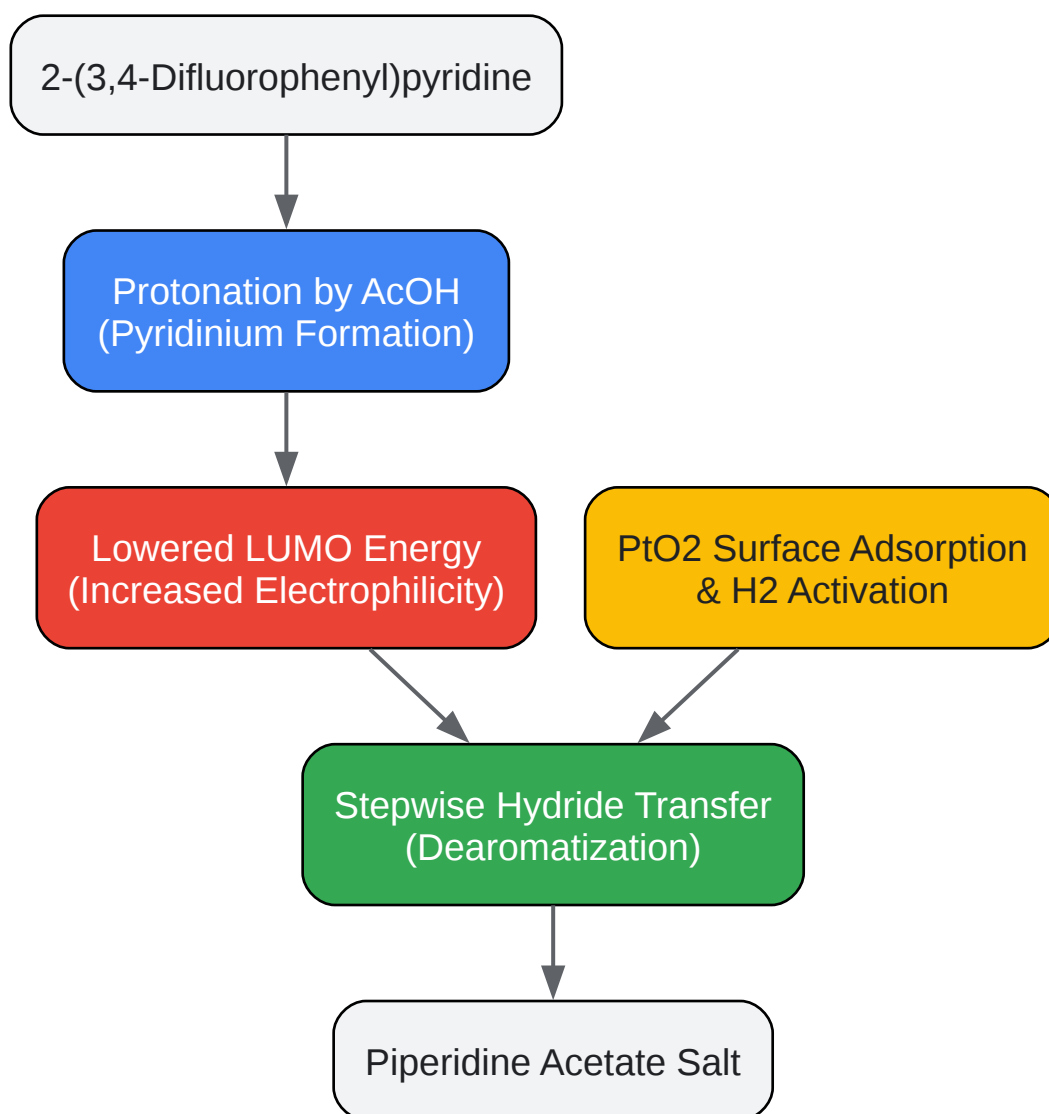 2-(3,4-Difluorophenyl)pyridine
Protonation by AcOH
(Pyridinium Formation)
Lowered LUMO Energy
(Increased Electrophilicity)
PtO2 Surface Adsorption
& H2 Activation
Stepwise Hydride Transfer
(Dearomatization)
Piperidine Acetate Salt